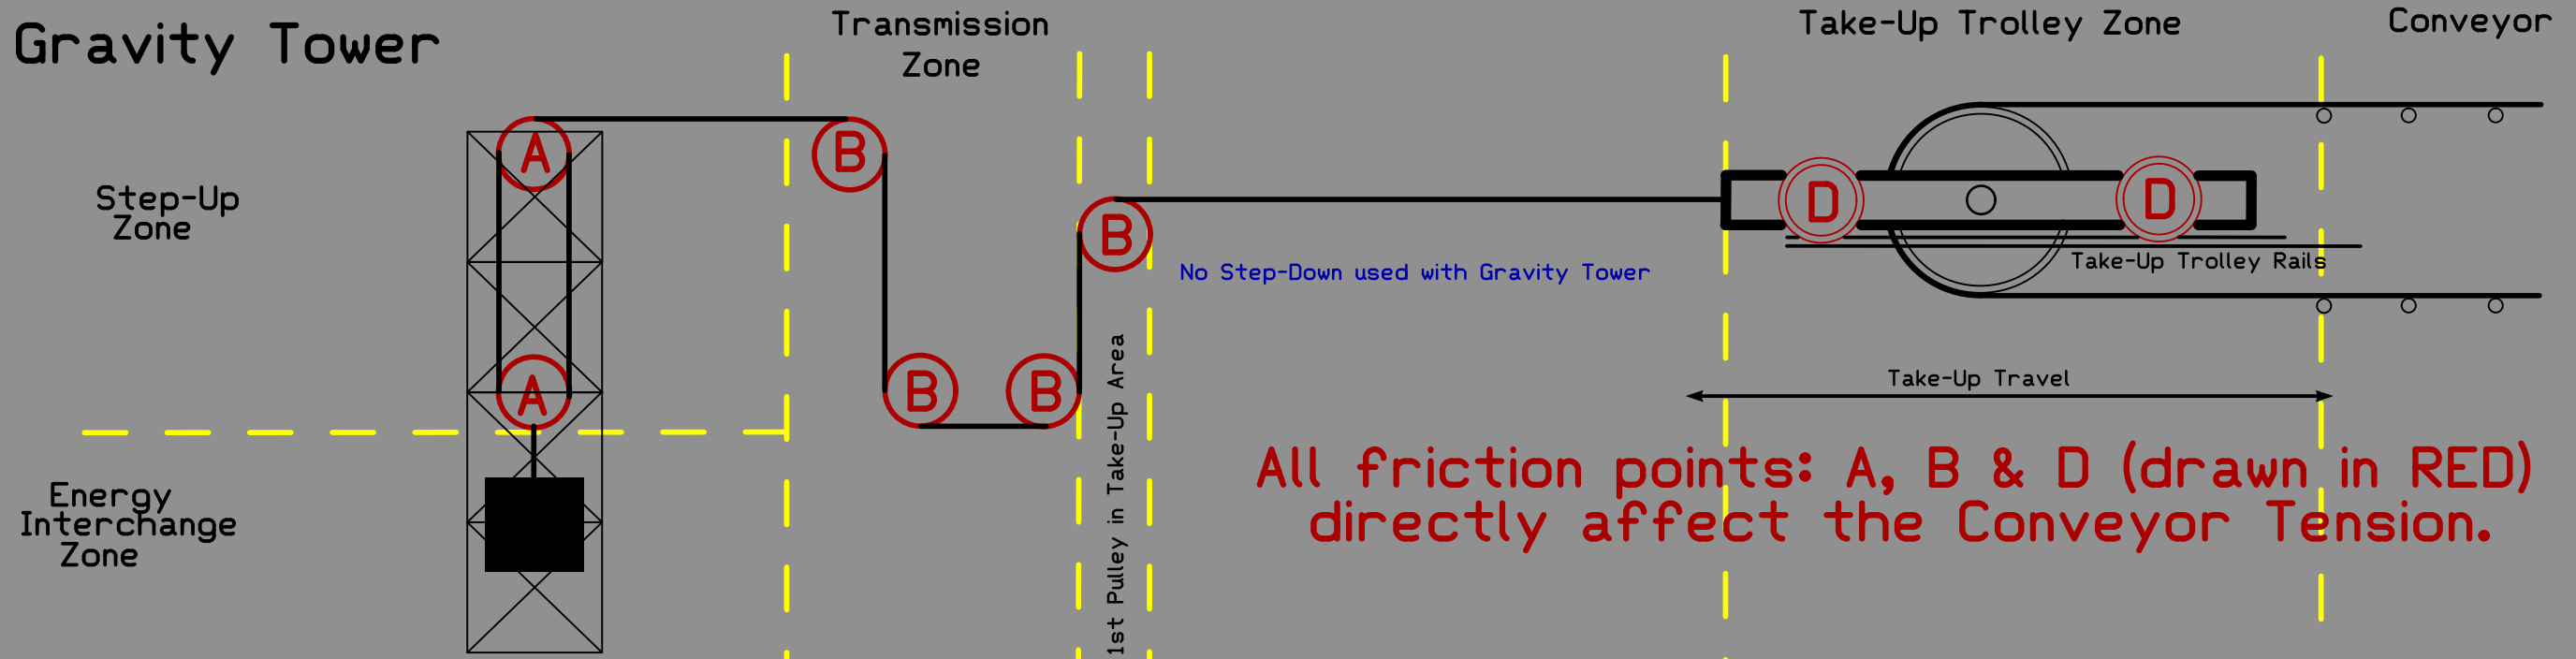 Gravity Tower
Transmission
Zone
Take-Up Trolley Zone
Conveyor
Step-Up
Zone
A
B
B
D
D
No Step-Down used with Gravity Tower
Take-Up Trolley Rails
1st Pulley in Take-Up Area
Take-Up Travel
A
B
B
All friction points: A, B & D (drawn in RED)
directly affect the Conveyor Tension.
Energy
Interchange
Zone